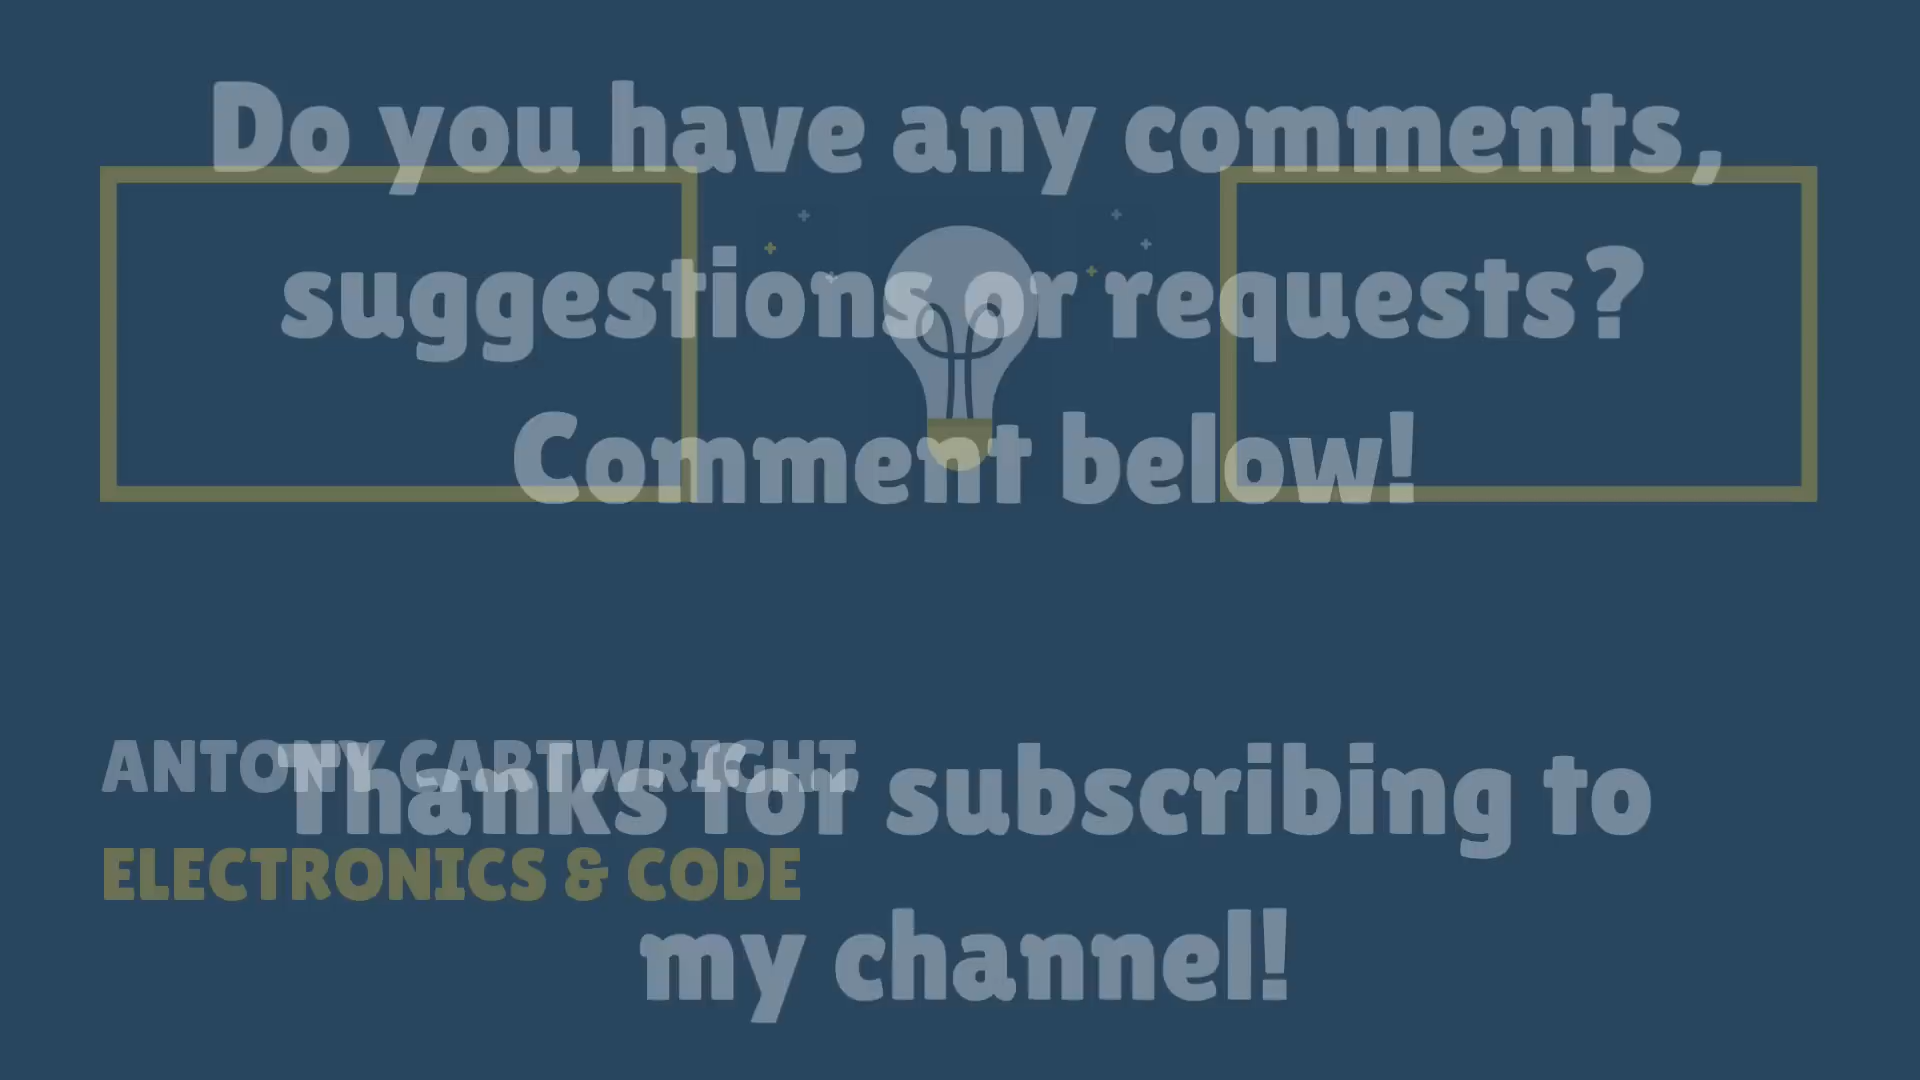 Do you have any comments,
suggestions or requests?
Comment below!
ANTONY CARTWRIGHT
Thanks for subscribing to
ELECTRONICS & CODE
my channel!